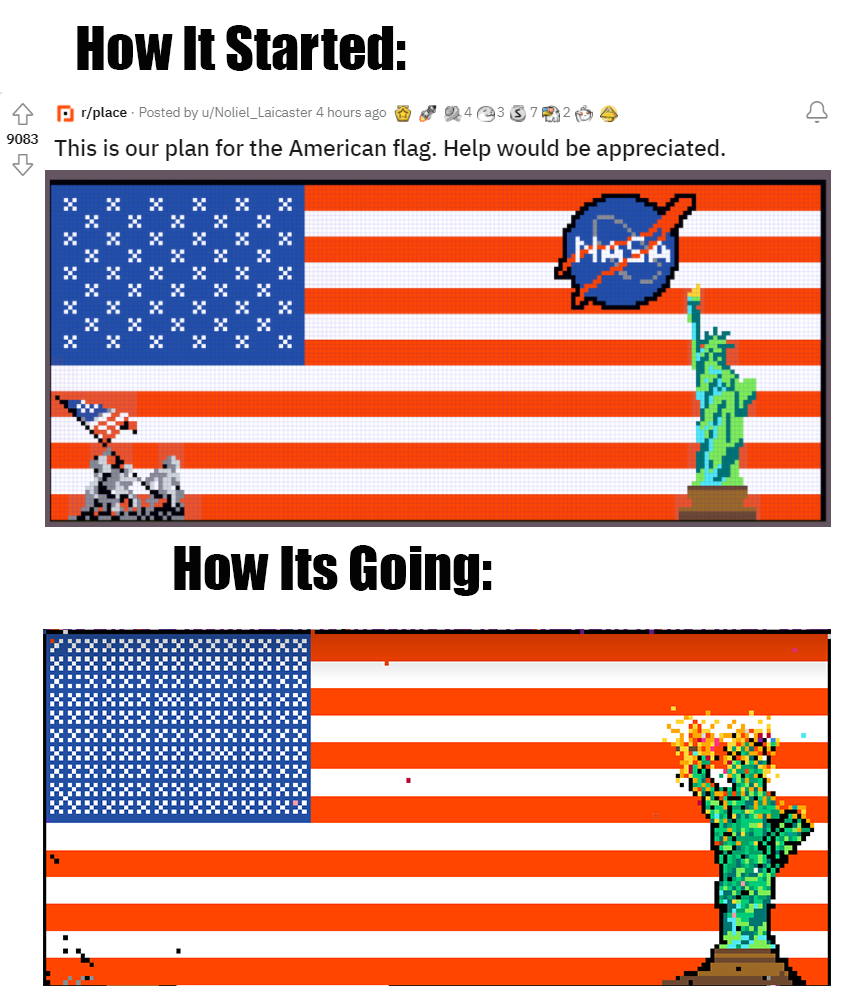 How It Started:
r/place · Posted by u/Noliel_Laicaster 4 hours ago 4 3 7 2
9083
This is our plan for the American flag. Help would be appreciated.
NASA
How Its Going: